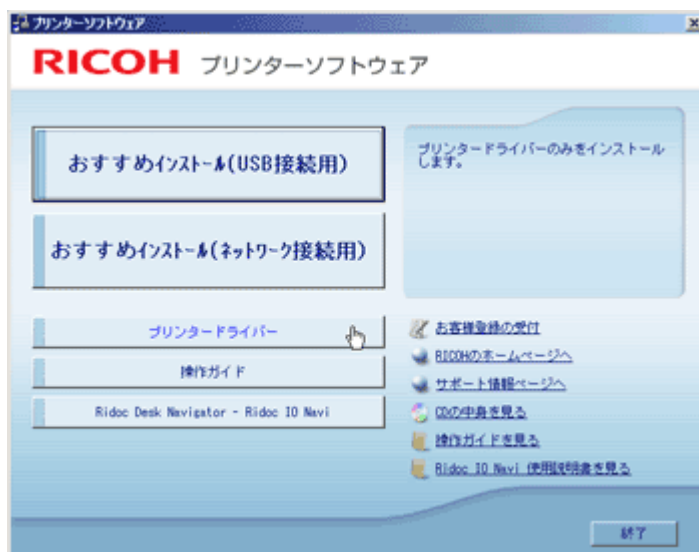 プリンターソフトウェア
RICOH プリンターソフトウェア
おすすめインストール(USB接続用)
おすすめインストール(ネットワーク接続用)
プリンタードライバー
操作ガイド
Ridoc Desk Navigator - Ridoc IO Navi
プリンタードライバーのみをインストール
します。
お客様登録の受付
RICOHのホームページへ
サポート情報ページへ
CDの中身を見る
操作ガイドを見る
Ridoc IO Navi 使用説明書を見る
終了